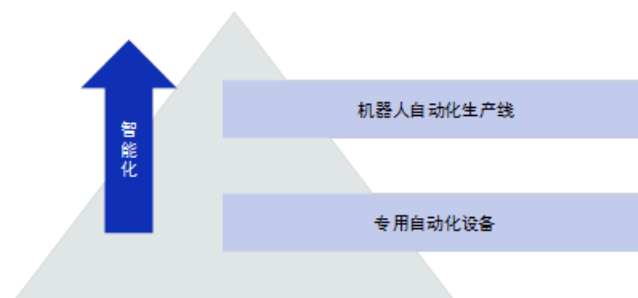 智能化
机器人自动化生产线
专用自动化设备